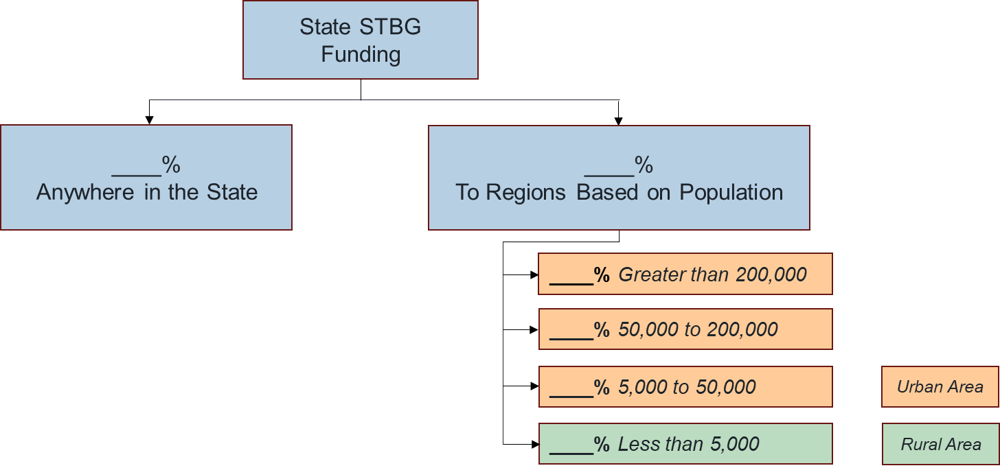 State STBG
Funding
____%
Anywhere in the State
____%
To Regions Based on Population
____% Greater than 200,000
____% 50,000 to 200,000
____% 5,000 to 50,000
Urban Area
____% Less than 5,000
Rural Area